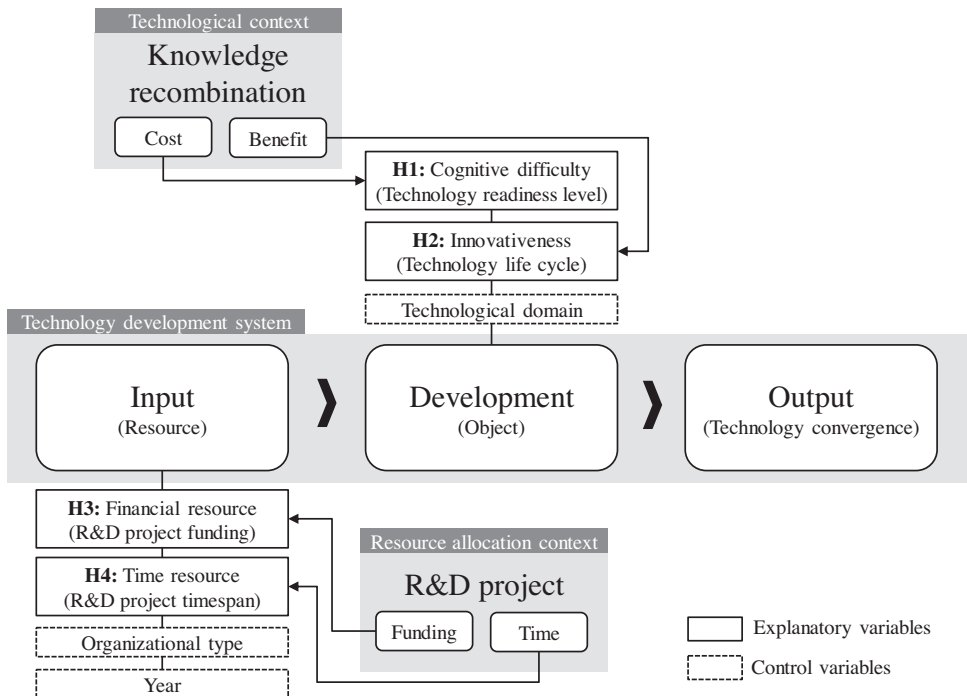 Technological context
Knowledge
recombination
Cost
Benefit
H1: Cognitive difficulty
(Technology readiness level)
H2: Innovativeness
(Technology life cycle)
Technological domain
Technology development system
Input
(Resource)
Development
(Object)
Output
(Technology convergence)
H3: Financial resource
(R&D project funding)
H4: Time resource
(R&D project timespan)
Organizational type
Year
Resource allocation context
R&D project
Funding
Time
Explanatory variables
Control variables